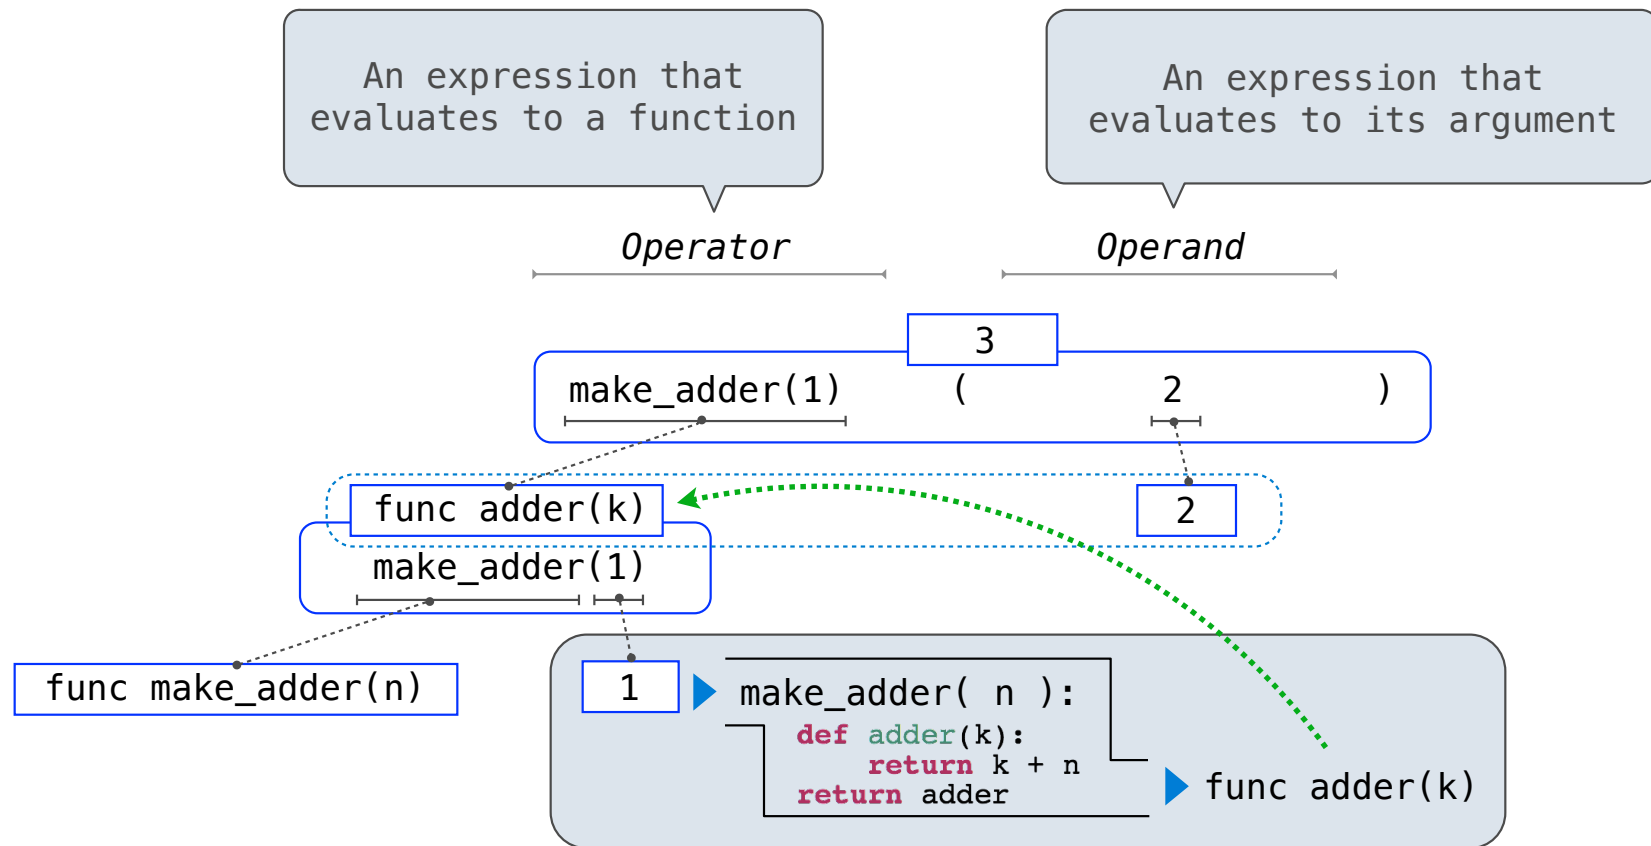 An expression that
evaluates to a function
An expression that
evaluates to its argument
Operator
Operand
3
make_adder(1) ( 2 )
func adder(k)
2
make_adder(1)
func make_adder(n)
1
make_adder( n ):
def adder(k):
return k + n
return adder
func adder(k)